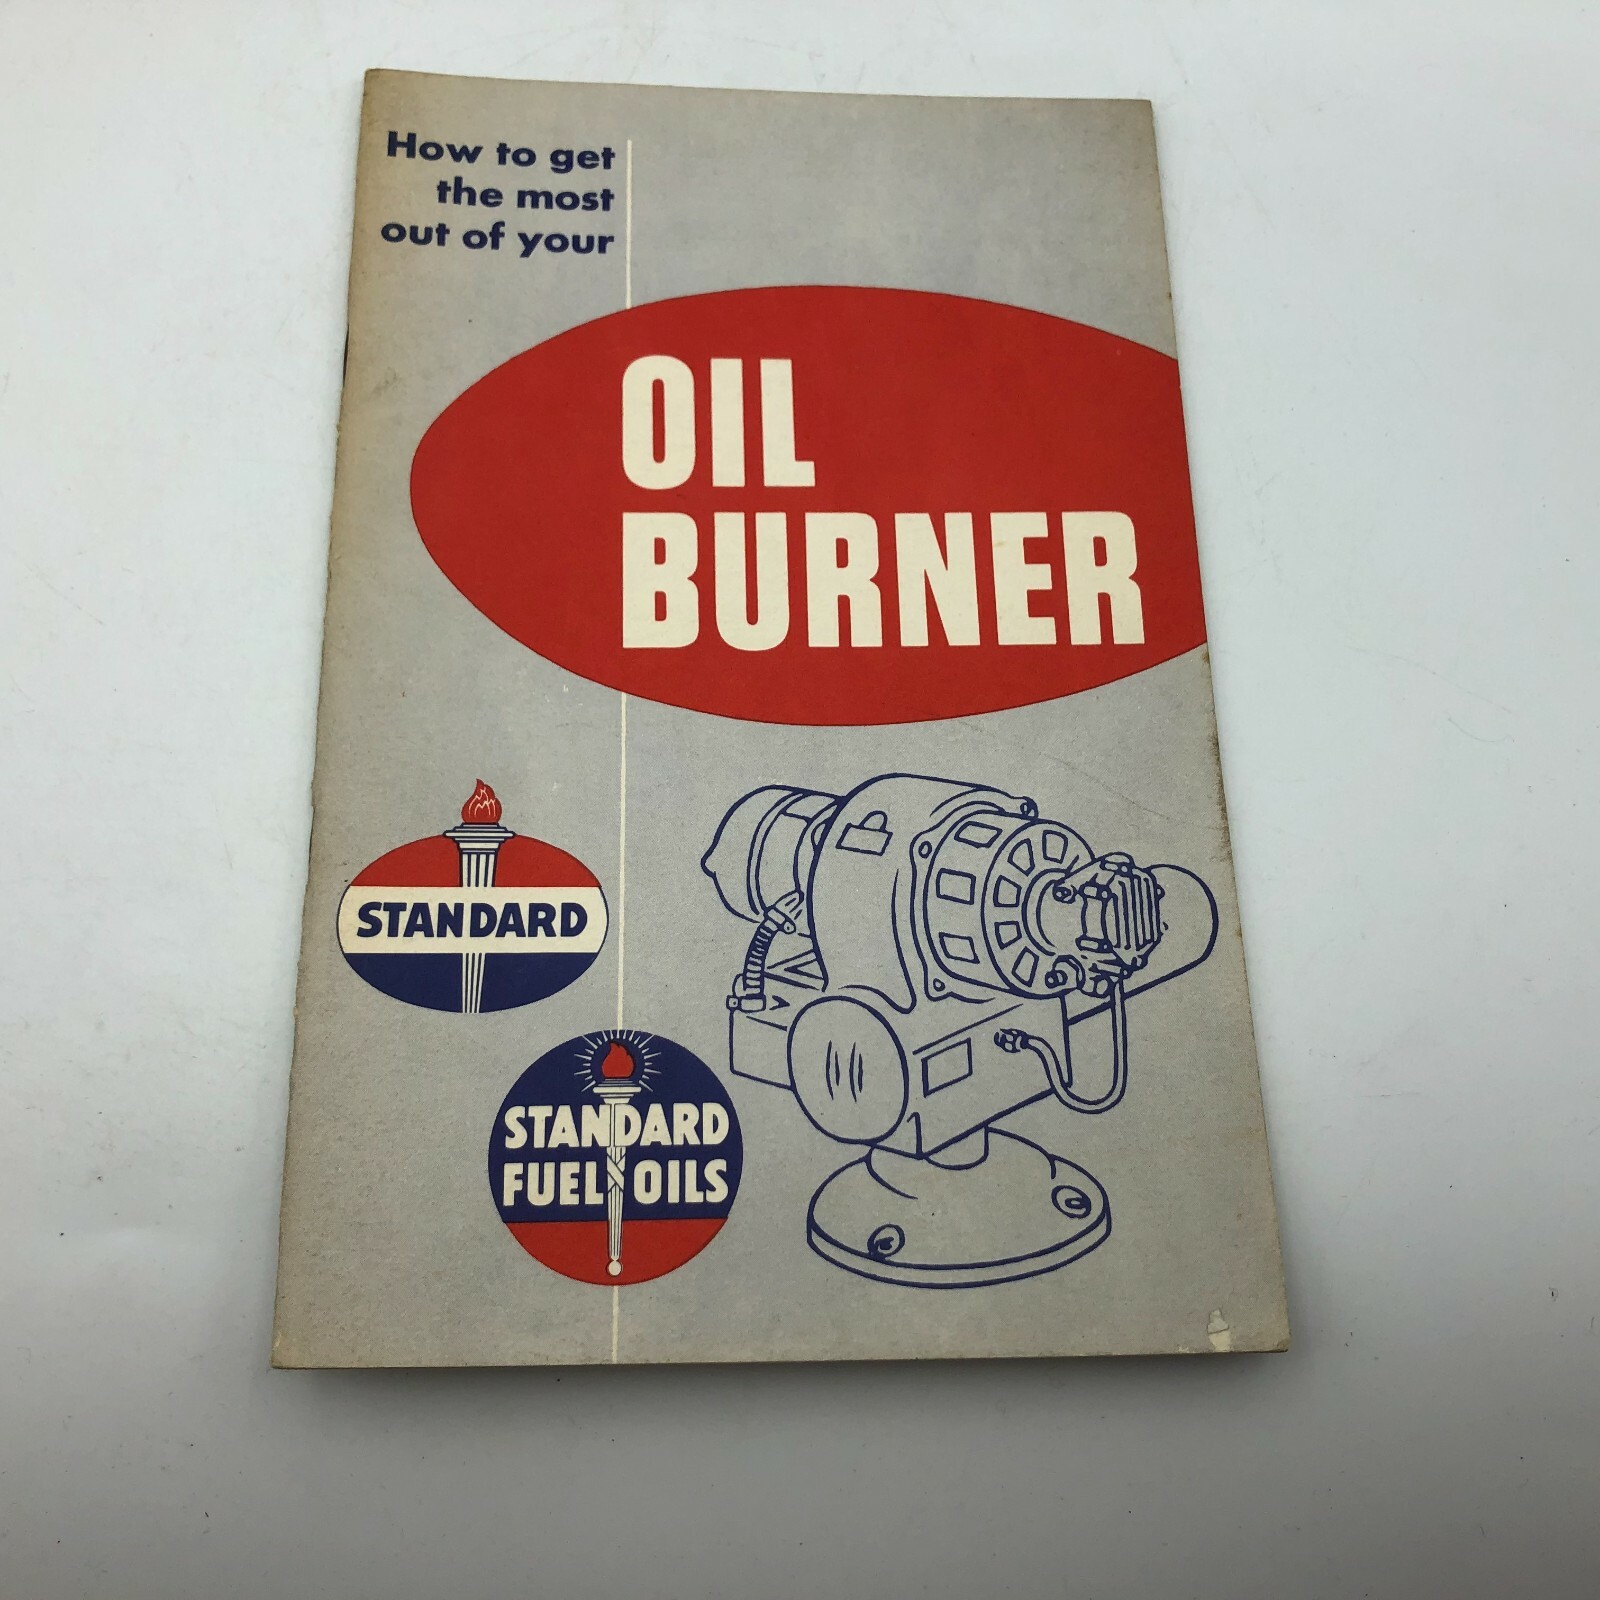 How to get
the most
out of your
OIL
BURNER
STANDARD
STANDARD
FUEL OILS